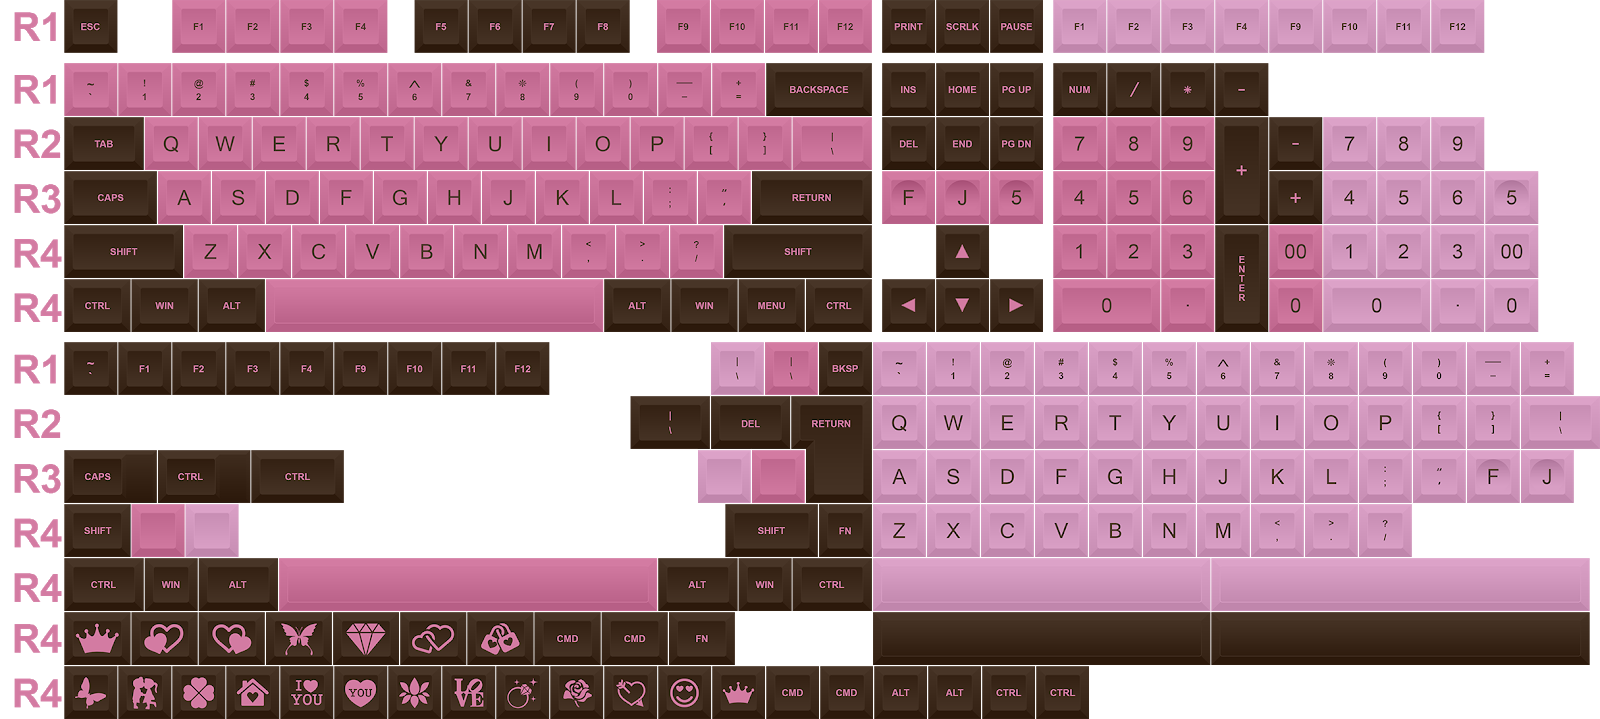 R1 ESC F1 F2 F3 F4 F5 F6 F7 F8 F9 F10 F11 F12 PRINT SCRLK PAUSE F1 F2 F3 F4 F9 F10 F11 F12
R1 ~ ` ! 1 @ 2 # 3 $ 4 % 5 ^ 6 & 7 * 8 ( 9 ) 0 — – + = BACKSPACE INS HOME PG UP NUM / * -
R2 TAB Q W E R T Y U I O P { [ } ] | \ DEL END PG DN 7 8 9 + - 7 8 9
R3 CAPS A S D F G H J K L : ; " , RETURN F J 5 4 5 6 + 4 5 6 5
R4 SHIFT Z X C V B N M < , > . ? / SHIFT ▲ 1 2 3 ENTER 00 1 2 3 00
R4 CTRL WIN ALT ALT WIN MENU CTRL ◀ ▼ ▶ 0 . 0 0 . 0
R1 ~ ` F1 F2 F3 F4 F9 F10 F11 F12 | \ | \ BKSP ~ ` ! 1 @ 2 # 3 $ 4 % 5 ^ 6 & 7 * 8 ( 9 ) 0 — – + =
R2 | \ DEL RETURN Q W E R T Y U I O P { [ } ] | \
R3 CAPS CTRL CTRL A S D F G H J K L : ; " , F J
R4 SHIFT SHIFT FN Z X C V B N M < , > . ? /
R4 CTRL WIN ALT ALT WIN CTRL
R4 CMD CMD FN
R4 I ♥ YOU YOU LOVE CMD CMD ALT ALT CTRL CTRL